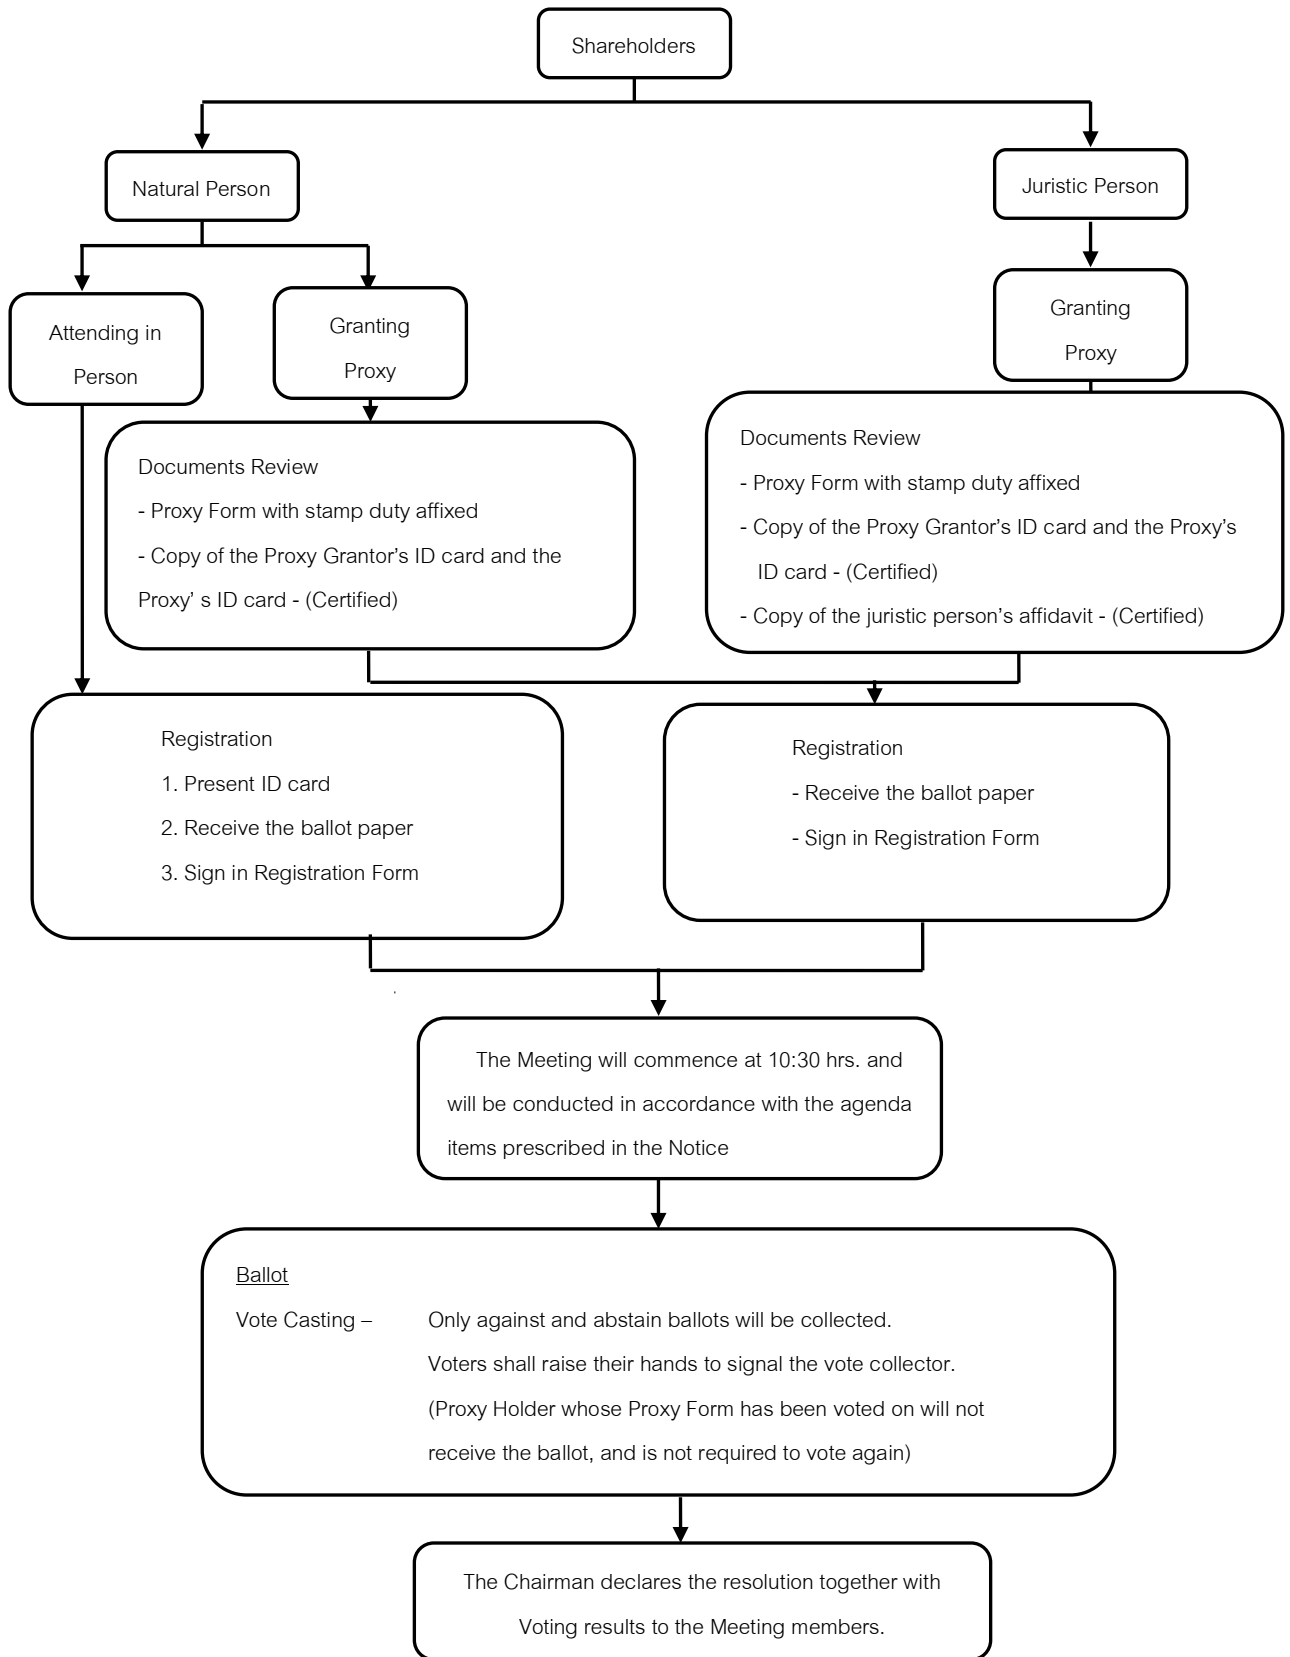 Shareholders
Natural Person
Juristic Person
Attending in
Person
Granting
Proxy
Granting
Proxy
Documents Review
- Proxy Form with stamp duty affixed
- Copy of the Proxy Grantor's ID card and the
Proxy' s ID card - (Certified)
Documents Review
- Proxy Form with stamp duty affixed
- Copy of the Proxy Grantor's ID card and the Proxy's
ID card - (Certified)
- Copy of the juristic person's affidavit - (Certified)
Registration
1. Present ID card
2. Receive the ballot paper
3. Sign in Registration Form
Registration
- Receive the ballot paper
- Sign in Registration Form
The Meeting will commence at 10:30 hrs. and
will be conducted in accordance with the agenda
items prescribed in the Notice
Ballot
Vote Casting – Only against and abstain ballots will be collected.
Voters shall raise their hands to signal the vote collector.
(Proxy Holder whose Proxy Form has been voted on will not
receive the ballot, and is not required to vote again)
The Chairman declares the resolution together with
Voting results to the Meeting members.